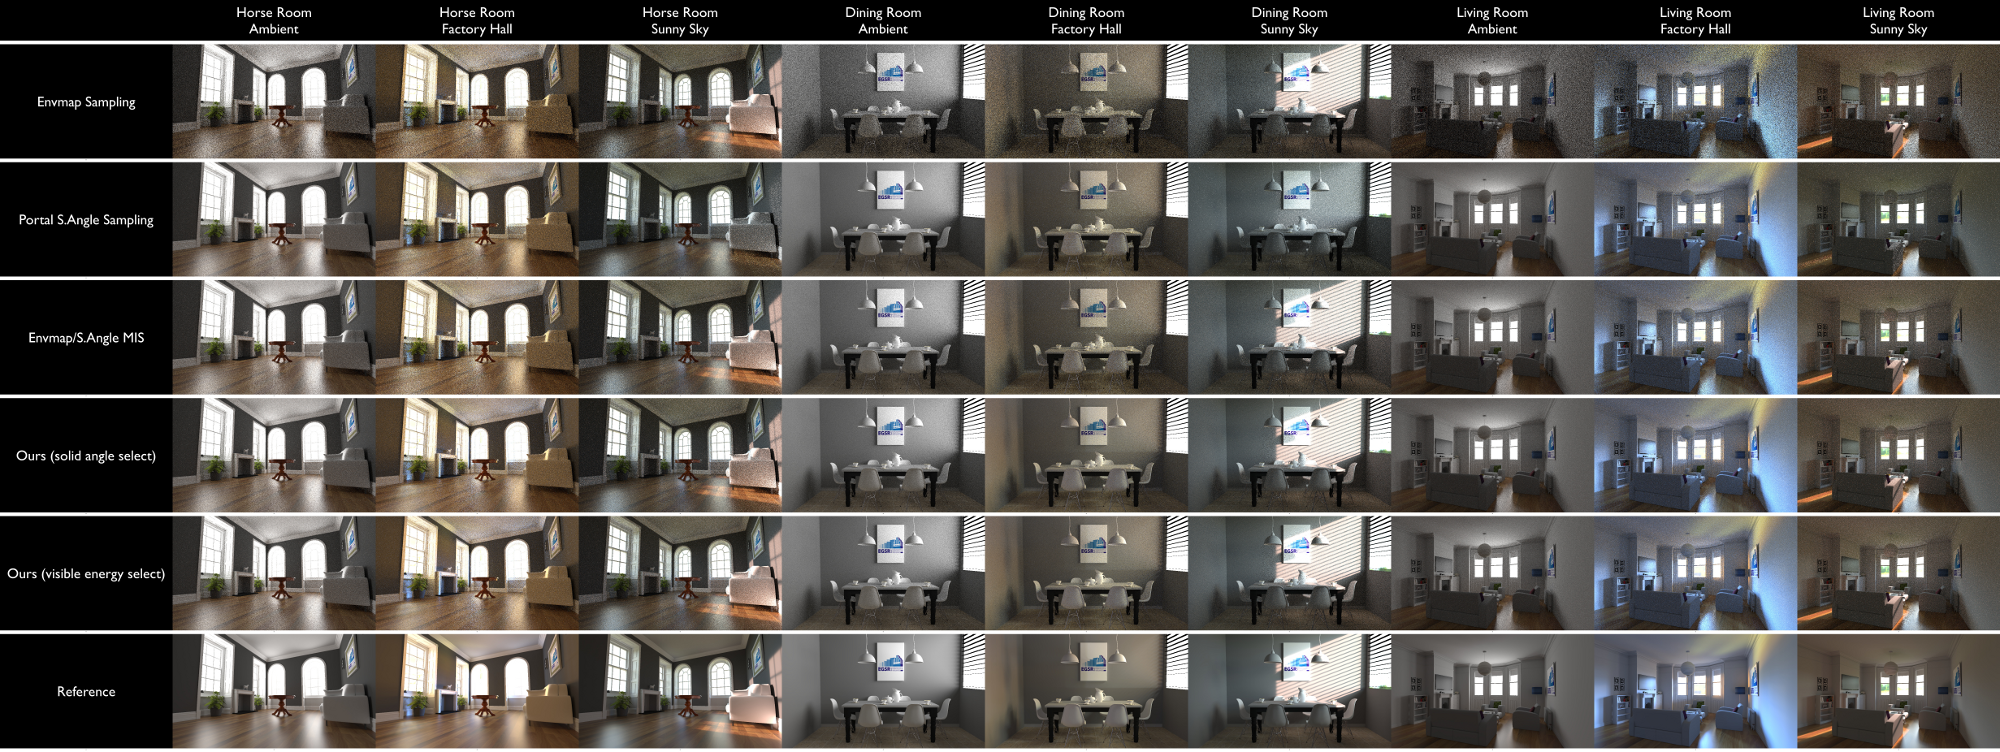 Horse Room
Ambient
Horse Room
Factory Hall
Horse Room
Sunny Sky
Dining Room
Ambient
Dining Room
Factory Hall
Dining Room
Sunny Sky
Living Room
Ambient
Living Room
Factory Hall
Living Room
Sunny Sky
Envmap Sampling
Portal S.Angle Sampling
Envmap/S.Angle MIS
Ours (solid angle select)
Ours (visible energy select)
Reference